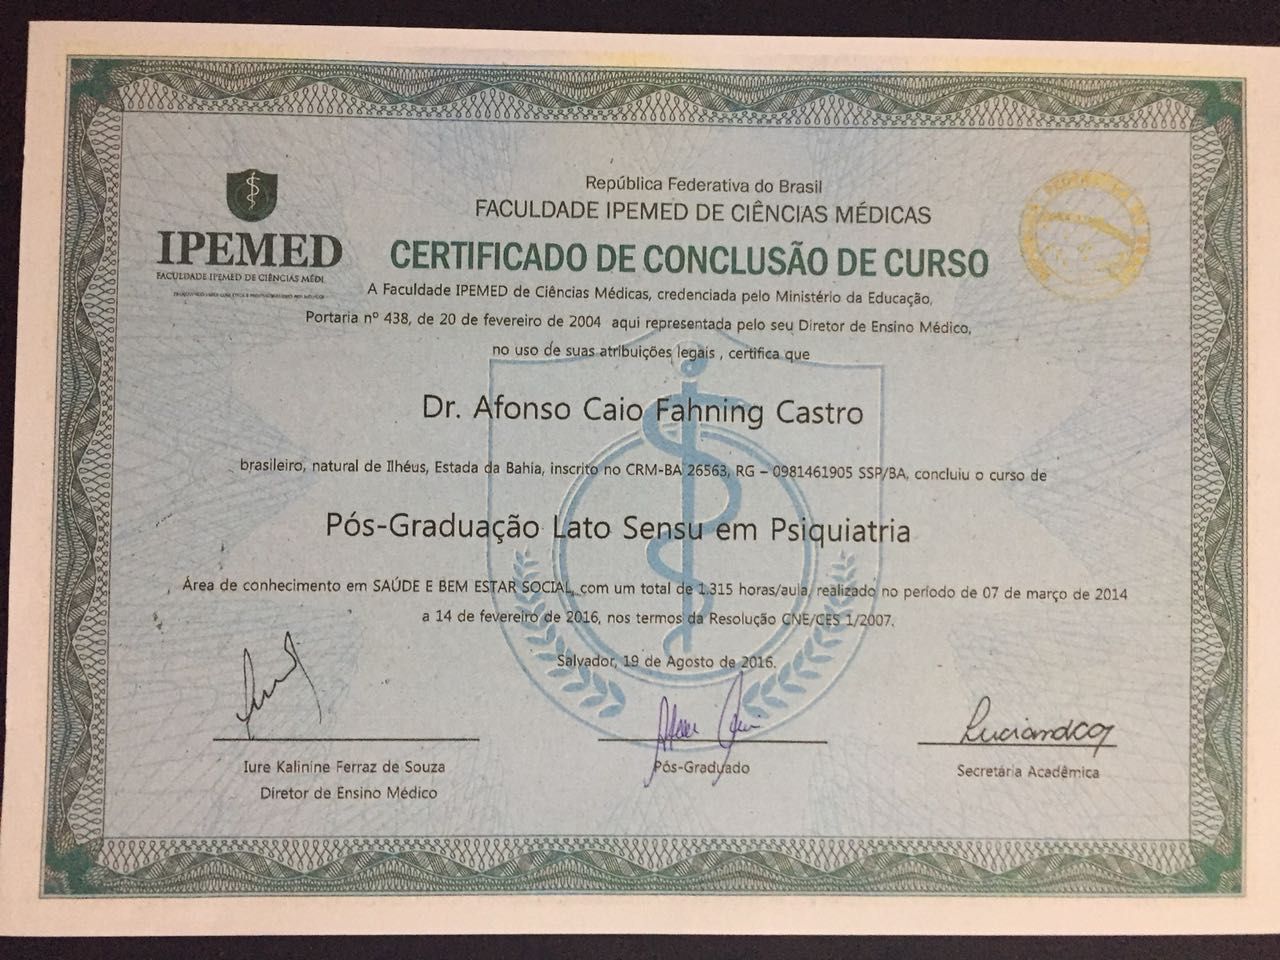 República Federativa do Brasil
FACULDADE IPEMED DE CIÊNCIAS MÉDICAS
IPEMED
FACULDADE IPEMED DE CIÊNCIAS MÉDI
CERTIFICADO DE CONCLUSÃO DE CURSO
A Faculdade IPEMED de Ciências Médicas, credenciada pelo Ministério da Educação,
Portaria nº 438, de 20 de fevereiro de 2004 aqui representada pelo seu Diretor de Ensino Médico,
no uso de suas atribuições legais , certifica que
Dr. Afonso Caio Fahning Castro
brasileiro, natural de Ilhéus, Estada da Bahia, inscrito no CRM-BA 26563, RG – 0981461905 SSP/BA, concluiu o curso de
Pós-Graduação Lato Sensu em Psiquiatria
Área de conhecimento em SAÚDE E BEM ESTAR SOCIAL, com um total de 1.315 horas/aula, realizado no período de 07 de março de 2014
a 14 de fevereiro de 2016, nos termos da Resolução CNE/CES 1/2007.
Salvador, 19 de Agosto de 2016.
Iure Kalinine Ferraz de Souza
Diretor de Ensino Médico
Pós-Graduado
Secretária Acadêmica